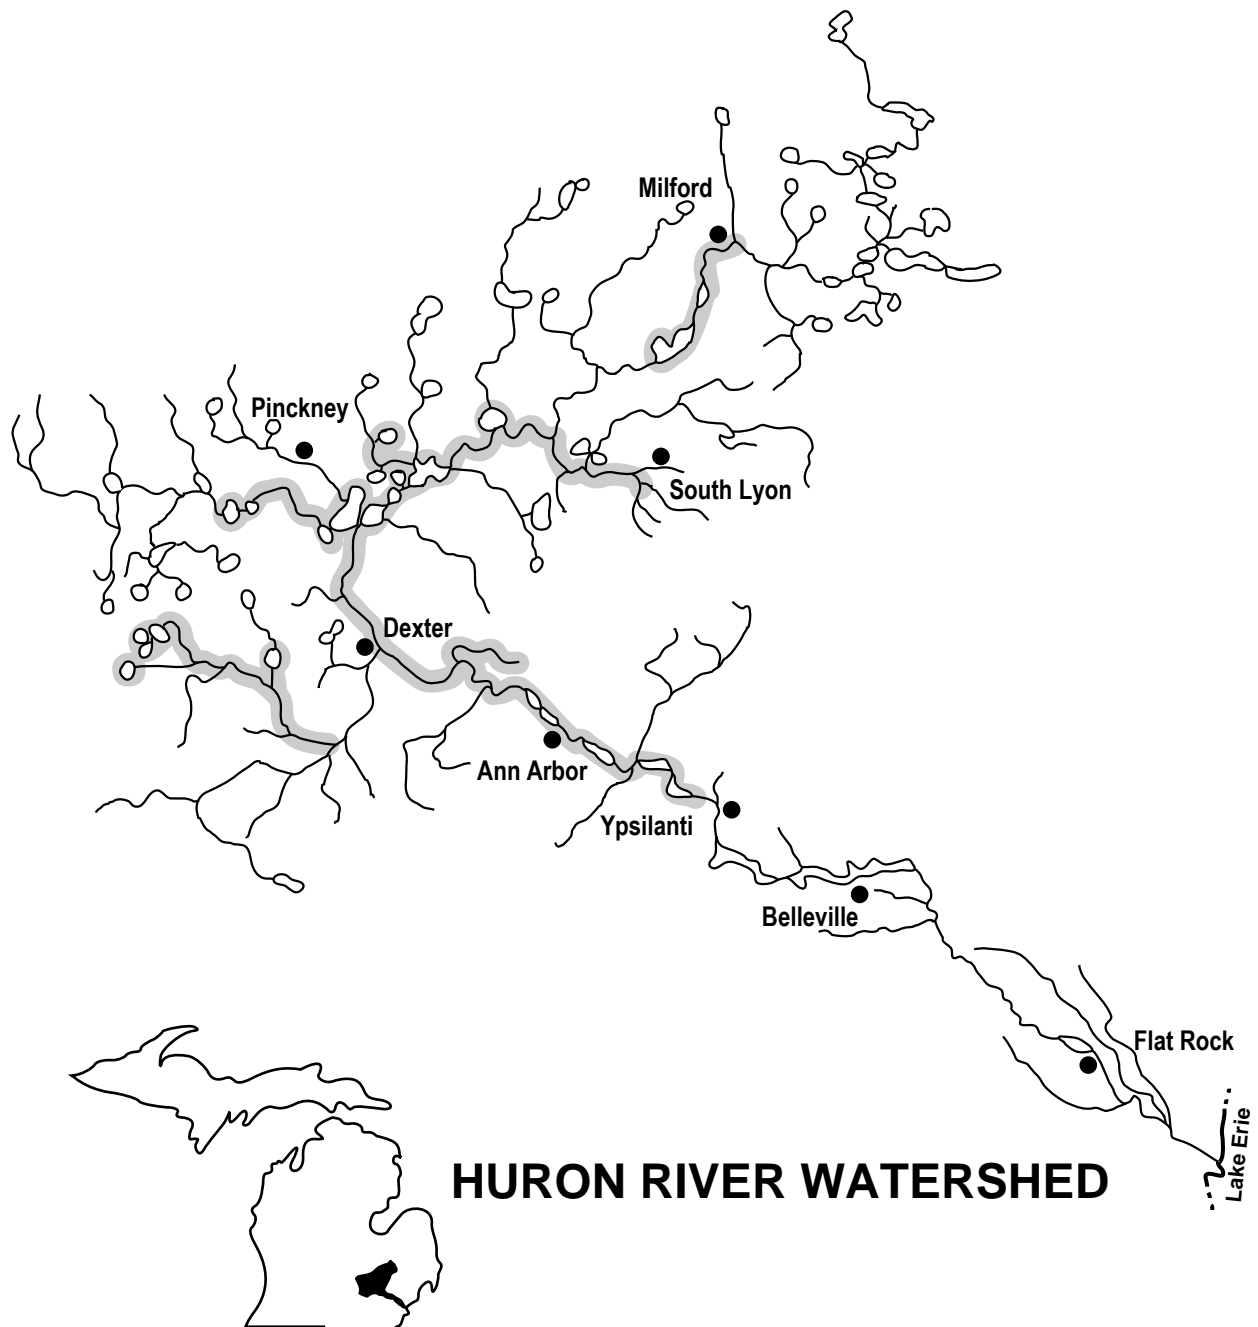 Milford
Pinckney
South Lyon
Dexter
Ann Arbor
Ypsilanti
Belleville
Flat Rock
Lake Erie
HURON RIVER WATERSHED